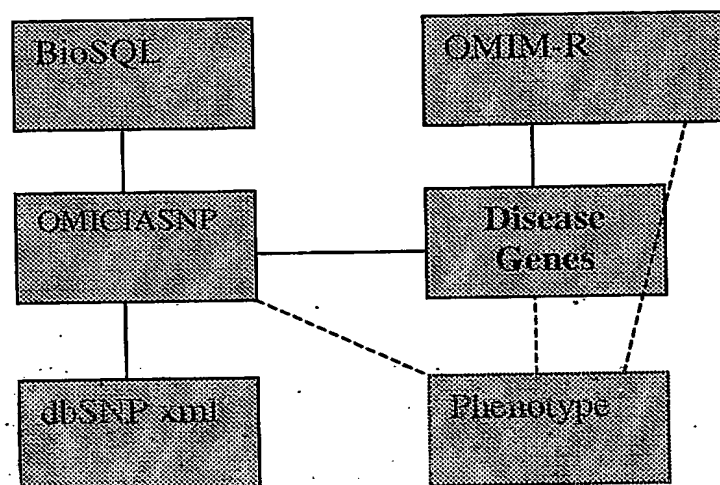 BioSQL
OMIM-R
OMICIASNP
Disease
Genes
dbSNP xml
Phenotype